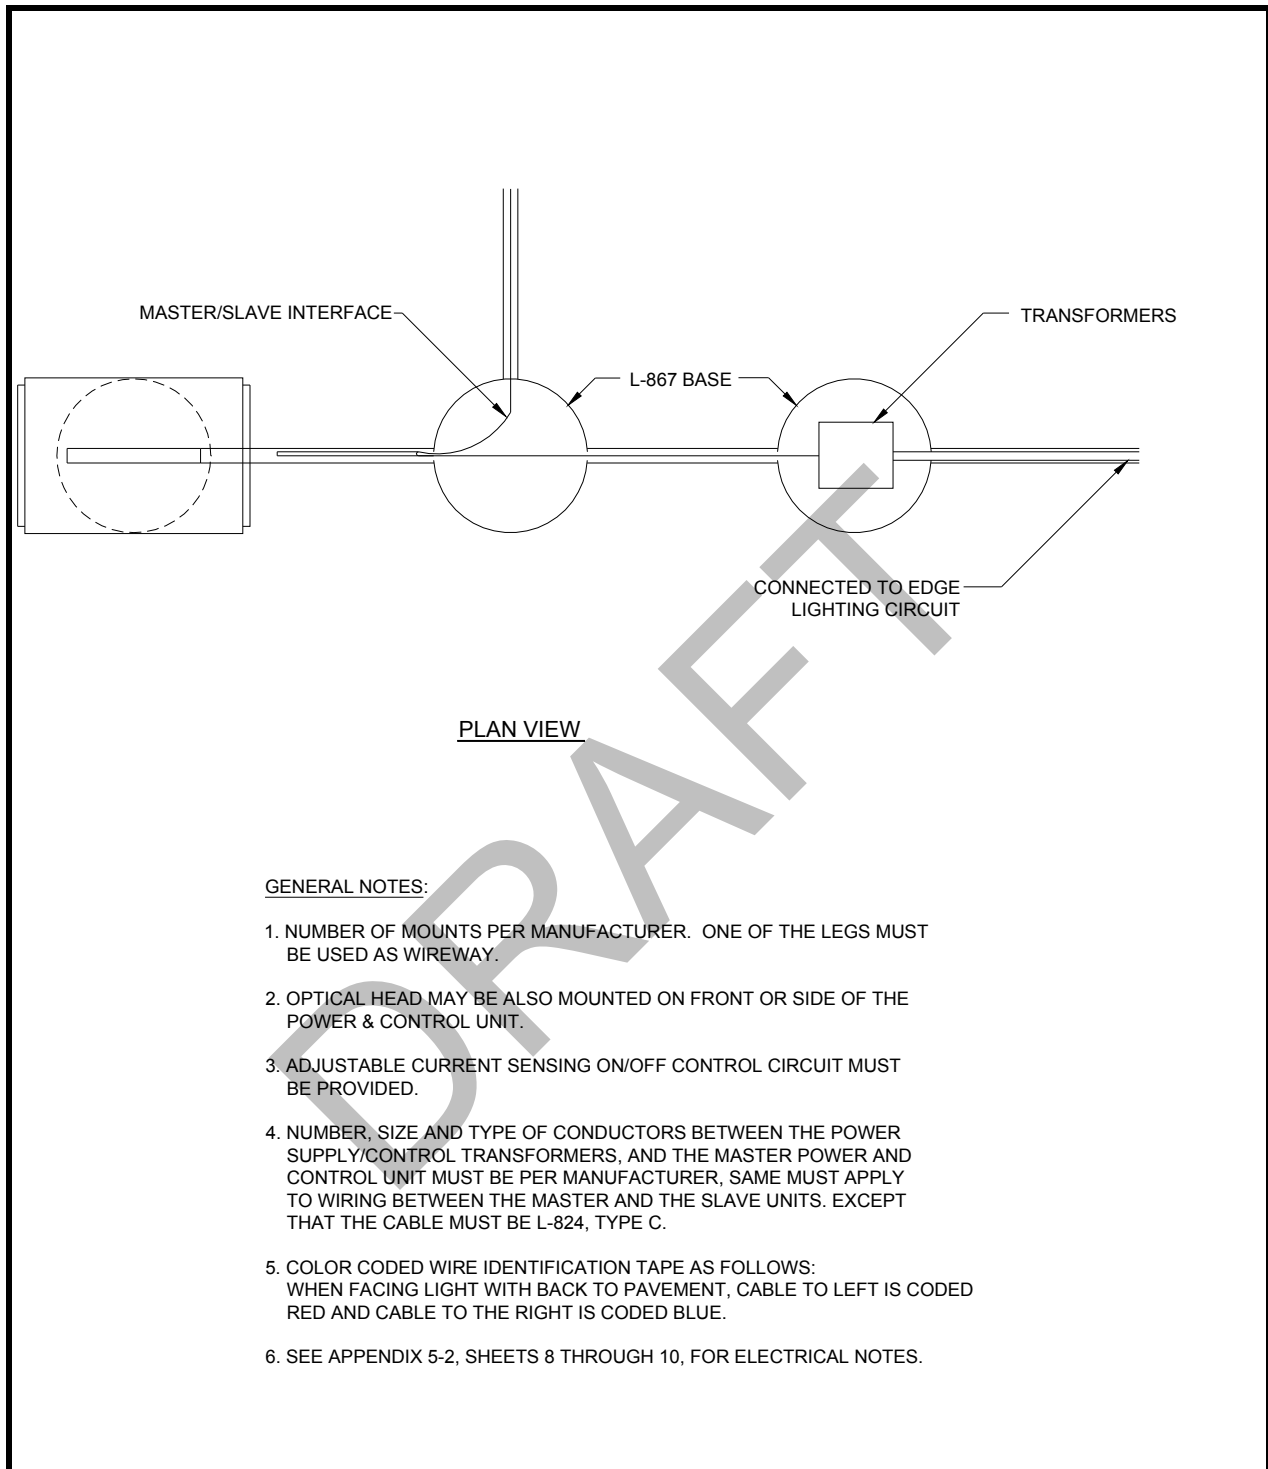 MASTER/SLAVE INTERFACE
TRANSFORMERS
L-867 BASE
CONNECTED TO EDGE
LIGHTING CIRCUIT
PLAN VIEW
DRAFT
GENERAL NOTES:
1. NUMBER OF MOUNTS PER MANUFACTURER. ONE OF THE LEGS MUST
BE USED AS WIREWAY.
2. OPTICAL HEAD MAY BE ALSO MOUNTED ON FRONT OR SIDE OF THE
POWER & CONTROL UNIT.
3. ADJUSTABLE CURRENT SENSING ON/OFF CONTROL CIRCUIT MUST
BE PROVIDED.
4. NUMBER, SIZE AND TYPE OF CONDUCTORS BETWEEN THE POWER
SUPPLY/CONTROL TRANSFORMERS, AND THE MASTER POWER AND
CONTROL UNIT MUST BE PER MANUFACTURER, SAME MUST APPLY
TO WIRING BETWEEN THE MASTER AND THE SLAVE UNITS. EXCEPT
THAT THE CABLE MUST BE L-824, TYPE C.
5. COLOR CODED WIRE IDENTIFICATION TAPE AS FOLLOWS:
WHEN FACING LIGHT WITH BACK TO PAVEMENT, CABLE TO LEFT IS CODED
RED AND CABLE TO THE RIGHT IS CODED BLUE.
6. SEE APPENDIX 5-2, SHEETS 8 THROUGH 10, FOR ELECTRICAL NOTES.